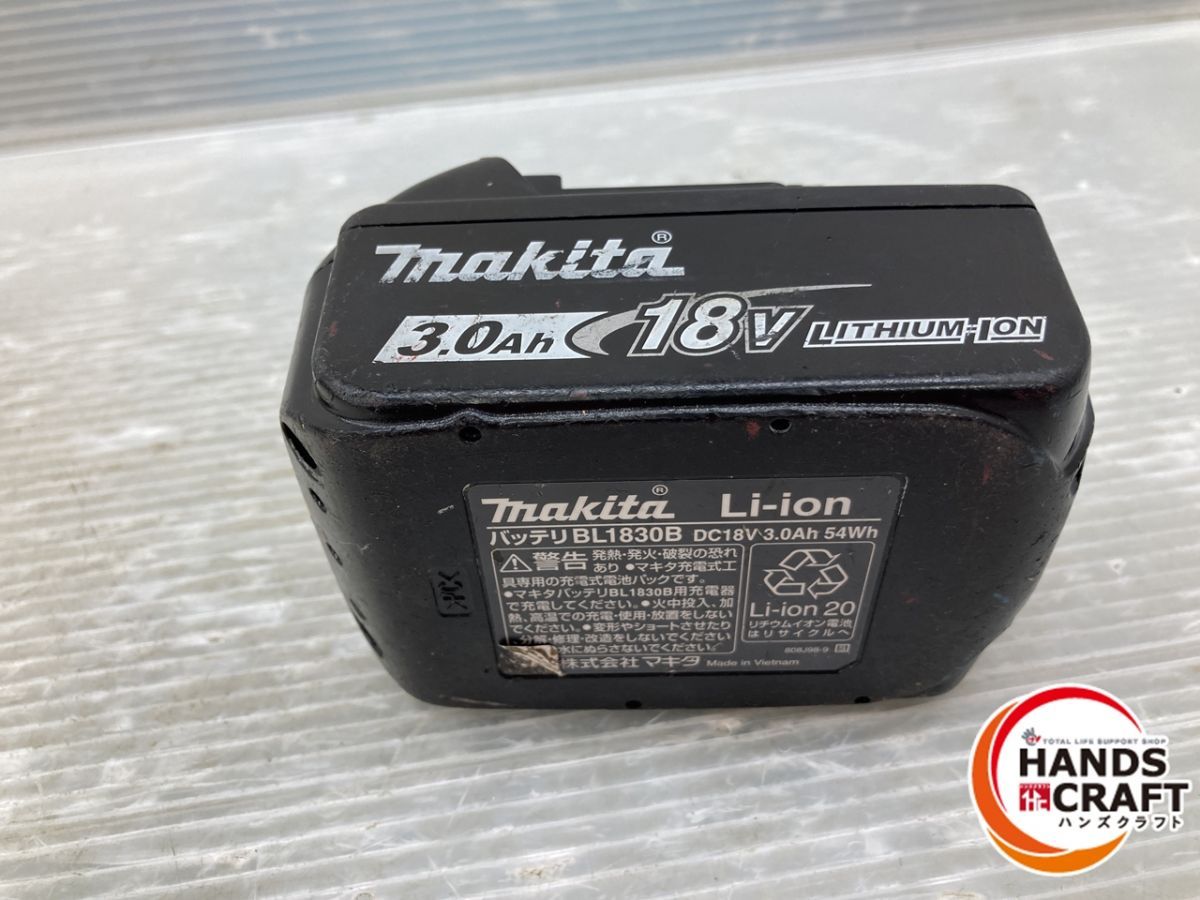 makita®
3.0Ah 18V LITHIUM-ION
makita® Li-ion
バッテリBL1830B DC18V 3.0Ah 54Wh
警告 発熱・発火・破裂の恐れ
あり ●マキタ充電式工
具専用の充電式電池パックです。
●マキタバッテリBL1830B用充電器
で充電してください。●火中投入、加
熱、高温での充電・使用・放置をしない
でください。●変形やショートさせたり
分解・修理・改造をしないでください
水にぬらさないでください
株式会社マキタ Made in Vietnam
Li-ion 20
リチウムイオン電池
はリサイクルへ
808J98-9
TOTAL LIFE SUPPORT SHOP
HANDS
CRAFT
ハンズクラフト